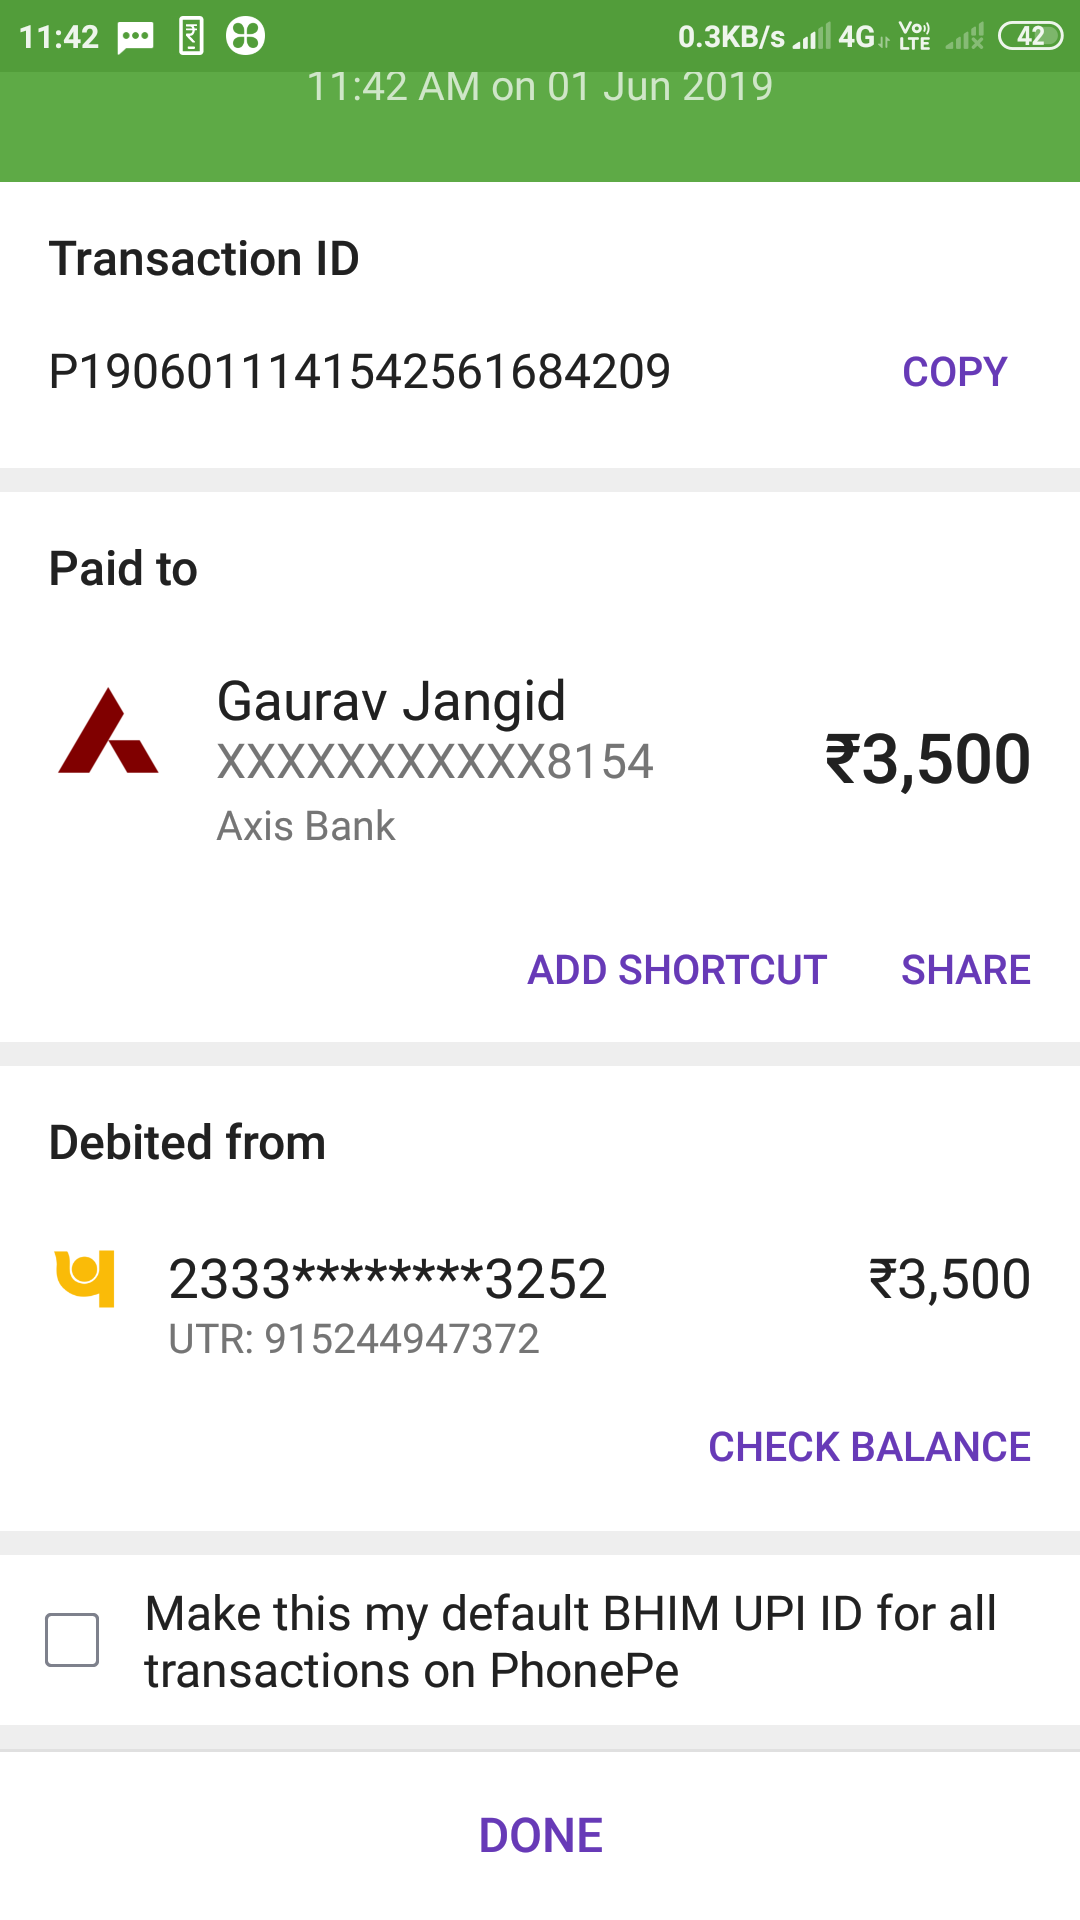 11:42 0.3KB/s 4G Vo)) LTE 42
11:42 AM on 01 Jun 2019
Transaction ID
P1906011141542561684209 COPY
Paid to
Gaurav Jangid
XXXXXXXXXXX8154 ₹3,500
Axis Bank
ADD SHORTCUT SHARE
Debited from
2333********3252 ₹3,500
UTR: 915244947372
CHECK BALANCE
Make this my default BHIM UPI ID for all
transactions on PhonePe
DONE